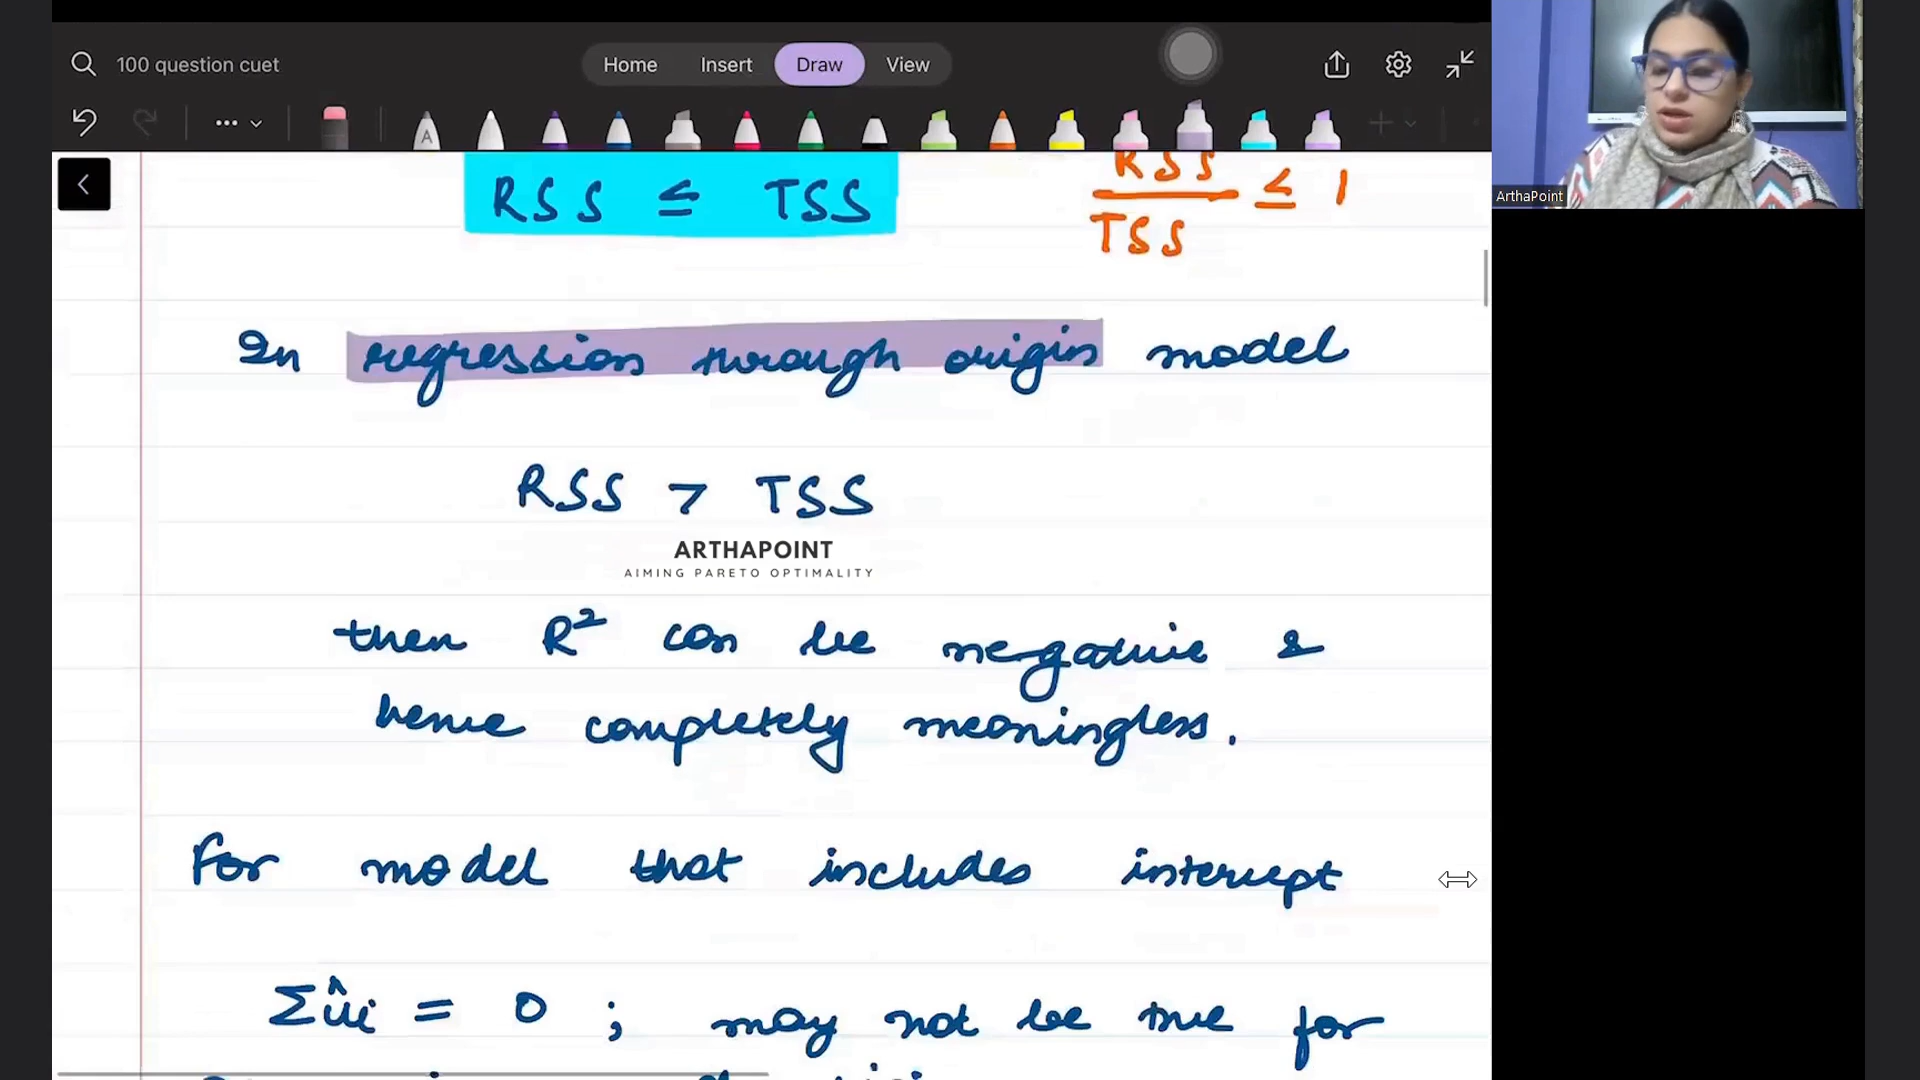 100 question cuet
Home Insert Draw View
ArthaPoint
RSS ≤ TSS
RSS
TSS
≤ 1
In regression through origin model
RSS > TSS
ARTHAPOINT
AIMING PARETO OPTIMALITY
then R² can be negative &
hence completely meaningless.
For model that includes intercept
Σûi = 0 ; may not be true for